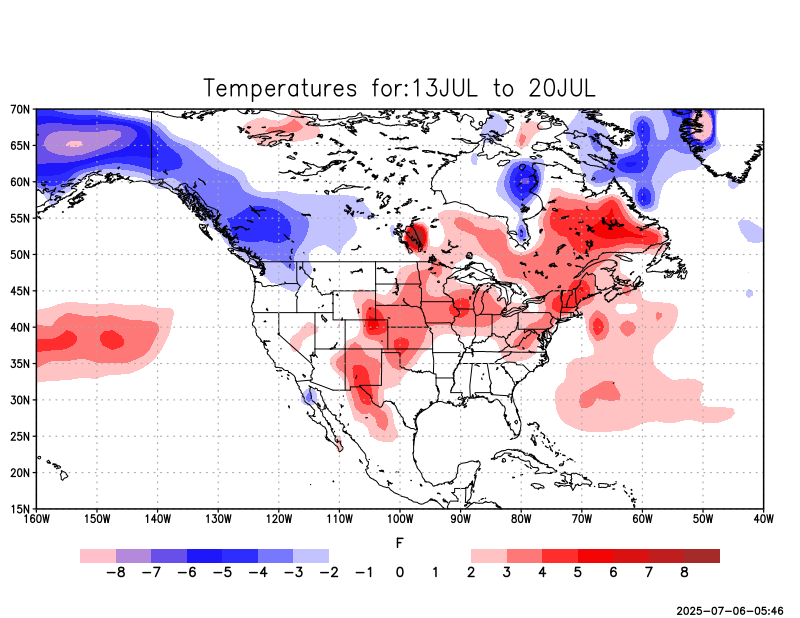 Temperatures for:13JUL to 20JUL
70N
65N
60N
55N
50N
45N
40N
35N
30N
25N
20N
15N
160W 150W 140W 130W 120W 110W 100W 90W 80W 70W 60W 50W 40W
F
−8 −7 −6 −5 −4 −3 −2 −1 0 1 2 3 4 5 6 7 8
2025-07-06-05:46